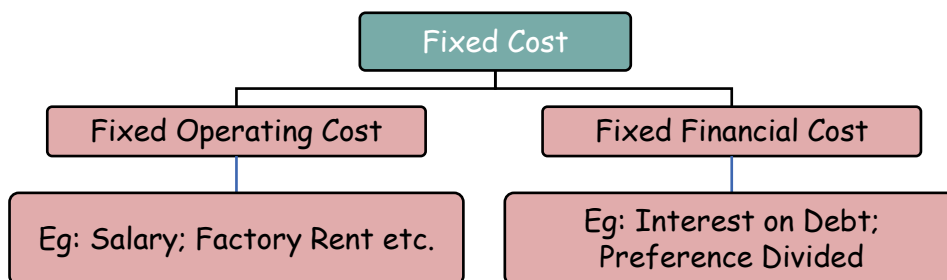 Fixed Cost
Fixed Operating Cost
Fixed Financial Cost
Eg: Salary; Factory Rent etc.
Eg: Interest on Debt;
Preference Divided